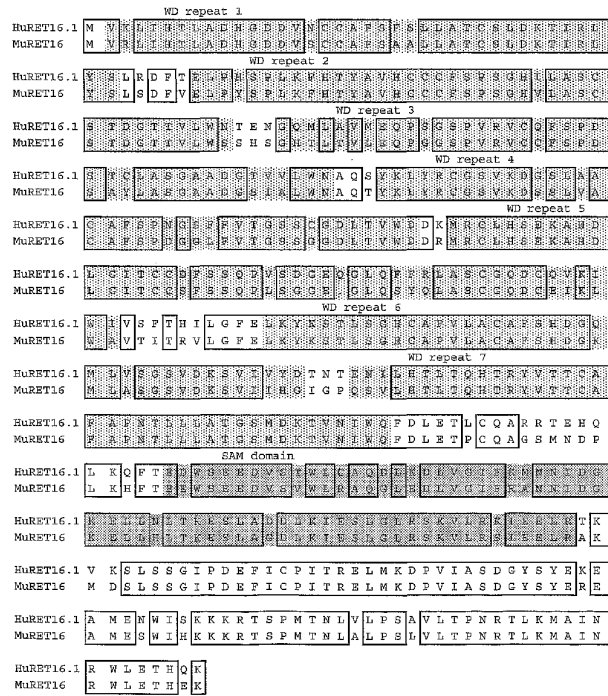 WD repeat 1
HuRET16.1 M V K L I H T L A D H G D D V N C C A F S F S L L A T C S L D K T I R L
MuRET16 M V K L I H T L A D H G D D V S C C A F S A A L L A T C S L D K T I R L
WD repeat 2
HuRET16.1 Y S L R D F T E L P H S P L K F H T Y A V H C C C F S P S G H I L A S C
MuRET16 Y S L S D F V E L P Y S P L K F H T Y A V H C C C F S P S G H V L A S C
WD repeat 3
HuRET16.1 S T D G T T V L W N T E N G Q M L A V M E Q P S G S P V R V C Q F S P D
MuRET16 S T D G T T V L W S S H S G H T L T V L E Q P G G S P V R V C C F S P D
WD repeat 4
HuRET16.1 S T C L A S G A A D G T V V L W N A Q S Y K L Y R C G S V K D G S L A A
MuRET16 S A Y L A S G A A D G S I A L W N A Q T Y K L Y R C G S V K D S S L V A
WD repeat 5
HuRET16.1 C A F S P N G S F F V T G S S C G D L T V W D D K M R C L H S E K A H D
MuRET16 C A F S P D G G L F V T G S S G G D L T V W D D R M R C L H S E K A H D
HuRET16.1 L G I T C C D F S S Q P V S D G E Q G L Q F F R L A S C G Q D C Q V K I
MuRET16 L G I T C C S F S S Q P L S G G E H G L Q S Y Q L A S C G Q D C E I K L
WD repeat 6
HuRET16.1 W I V S F T H I L G F E L K Y K S T L S G H C A P V L A C A F S H D G Q
MuRET16 W A V T I T R V L G F E L K Y K S T L S G H C A P V L A C A F S H D G K
WD repeat 7
HuRET16.1 M L V S G S V D K S V I V Y D T N T E N I L H T L T Q H T R Y V T T C A
MuRET16 M L A S G S V D K S V I I H G I G P Q S V L H T L T Q H T R Y V T T C A
HuRET16.1 F A P N T L L L A T G S M D K T V N I W Q F D L E T L C Q A R R T E H Q
MuRET16 F A P N T L L L A T G S M D K T V N I W Q F D L E T P C Q A G S M N D P
SAM domain
HuRET16.1 L K Q F T E D W S E E D V S T W L C A Q D L K D L V G I F K M N N I D G
MuRET16 L K H F T E E W S E E D V S V W L R A Q G L E D L V G I F R A N N I D G
HuRET16.1 K E L L N L T K E S L A D D L K I E S L G L R S K V L R K I E E L R T K
MuRET16 K E L L H L T K E S L A G D L K I E S L G L R S K V L R S I E E L R A K
HuRET16.1 V K S L S S G I P D E F I C P I T R E L M K D P V I A S D G Y S Y E K E
MuRET16 M D S L S S G I P D E F I C P I T R E L M K D P V I A S D G Y S Y E R E
HuRET16.1 A M E N W I S K K K R T S P M T N L V L P S A V L T P N R T L K M A I N
MuRET16 A M E S W I H K K K R T S P M T N L A L P S L V L T P N R T L K M A I N
HuRET16.1 R W L E T H Q K
MuRET16 R W L E T H E K